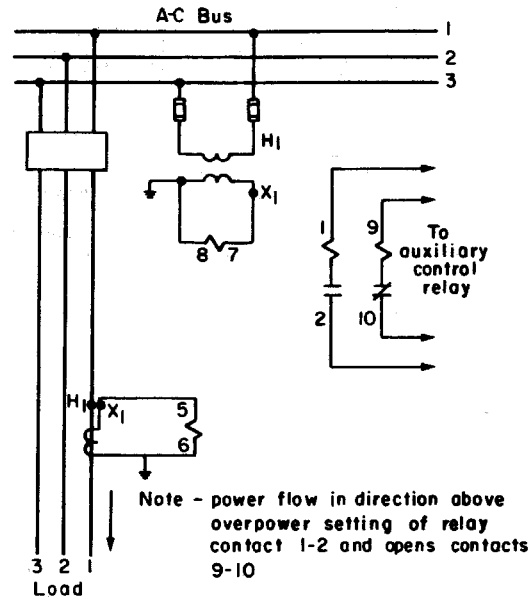 A-C Bus
1
2
3
H1
X1
8 7
1
9
To
auxiliary
control
relay
2
10
H1
X1
5
6
Note - power flow in direction above
overpower setting of relay
contact 1-2 and opens contacts
9-10
3 2 1
Load